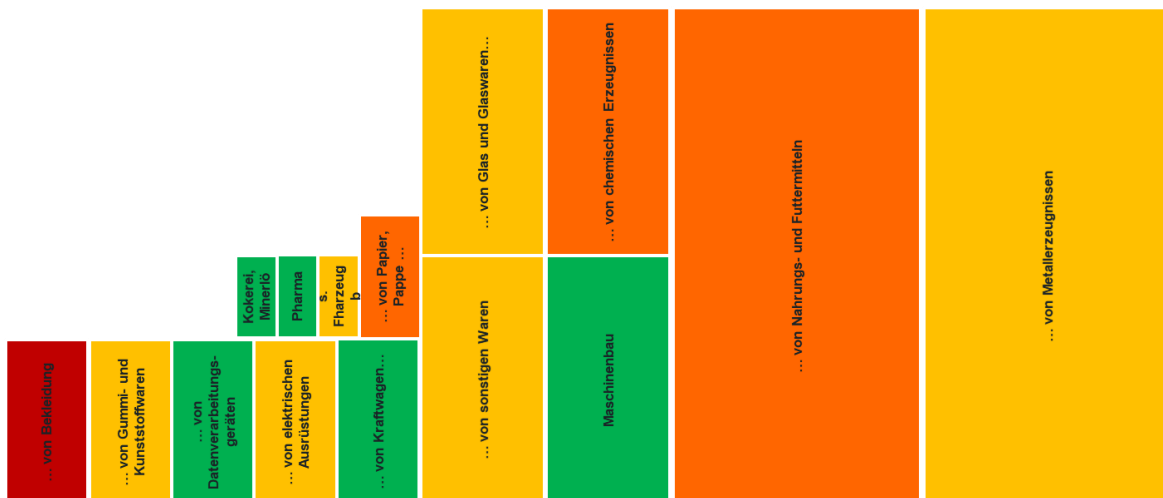 … von Bekleidung
… von Gummi- und
Kunststoffwaren
… von
Datenverarbeitungs-
geräten
… von elektrischen
Ausrüstungen
… von Kraftwagen…
Kokerei,
Minerlö
Pharma
s.
Fharzeug
b
… von Papier,
Pappe …
… von Glas und Glaswaren…
… von sonstigen Waren
… von chemischen Erzeugnissen
Maschinenbau
… von Nahrungs- und Futtermitteln
… von Metallerzeugnissen